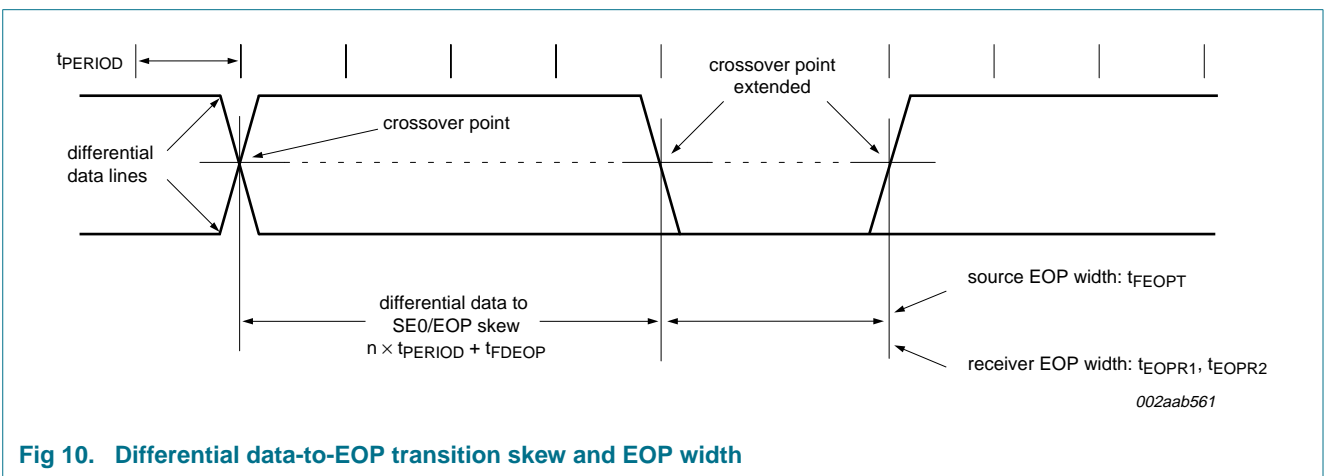 tPERIOD
crossover point
extended
crossover point
differential
data lines
differential data to
SE0/EOP skew
n × tPERIOD + tFDEOP
source EOP width: tFEOPT
receiver EOP width: tEOPR1, tEOPR2
002aab561
Fig 10. Differential data-to-EOP transition skew and EOP width